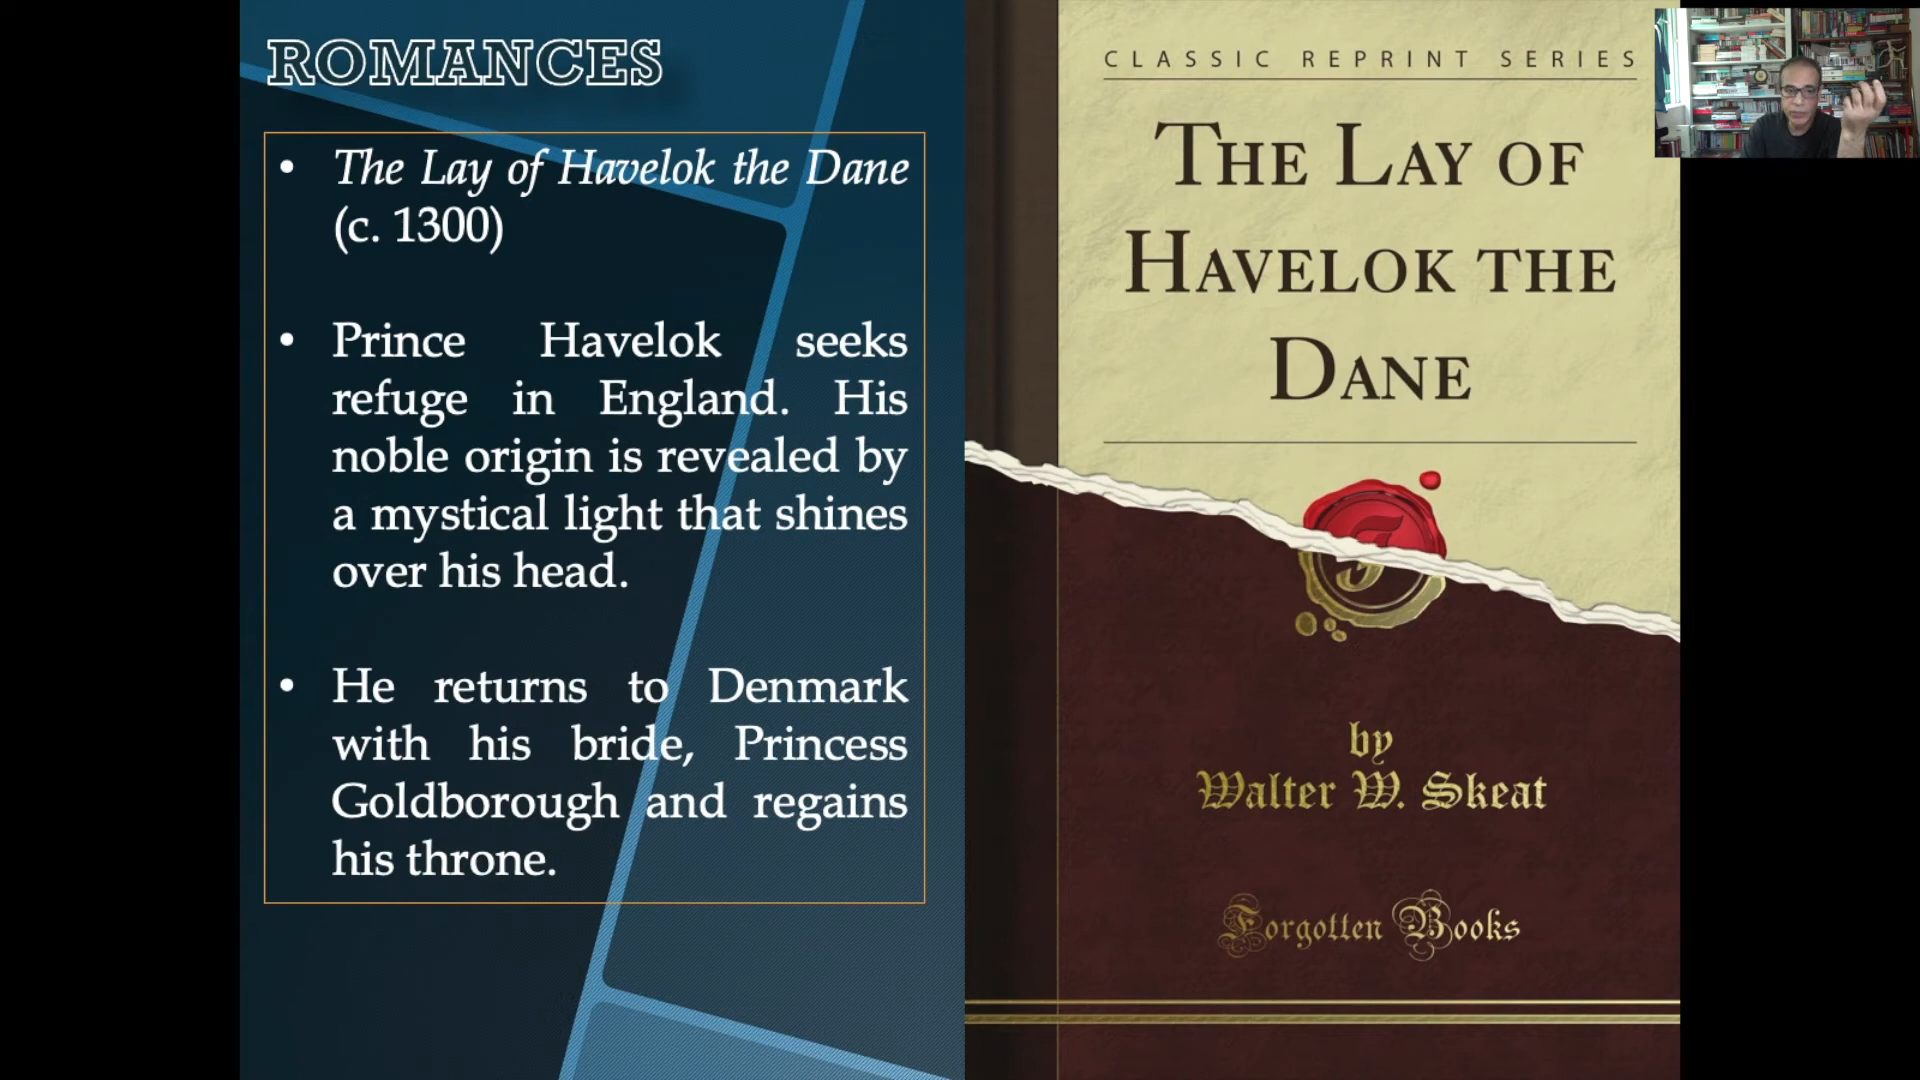 ROMANCES
• The Lay of Havelok the Dane
(c. 1300)
• Prince Havelok seeks
refuge in England. His
noble origin is revealed by
a mystical light that shines
over his head.
• He returns to Denmark
with his bride, Princess
Goldborough and regains
his throne.
CLASSIC REPRINT SERIES
THE LAY OF
HAVELOK THE
DANE
by
Walter W. Skeat
Forgotten Books